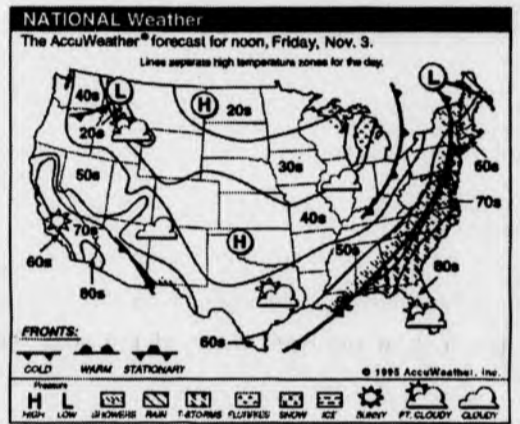 NATIONAL Weather
The AccuWeather® forecast for noon, Friday, Nov. 3.
Lines separate high temperature zones for the day.
L
40s
20s
H
20s
L
50s
30s
60s
70s
40s
70s
H
50s
60s
80s
80s
60s
FRONTS:
COLD WARM STATIONARY
© 1995 AccuWeather, Inc.
Pressure
H L
HIGH LOW SHOWERS RAIN T-STORMS FLURRIES SNOW ICE SUNNY PT. CLOUDY CLOUDY